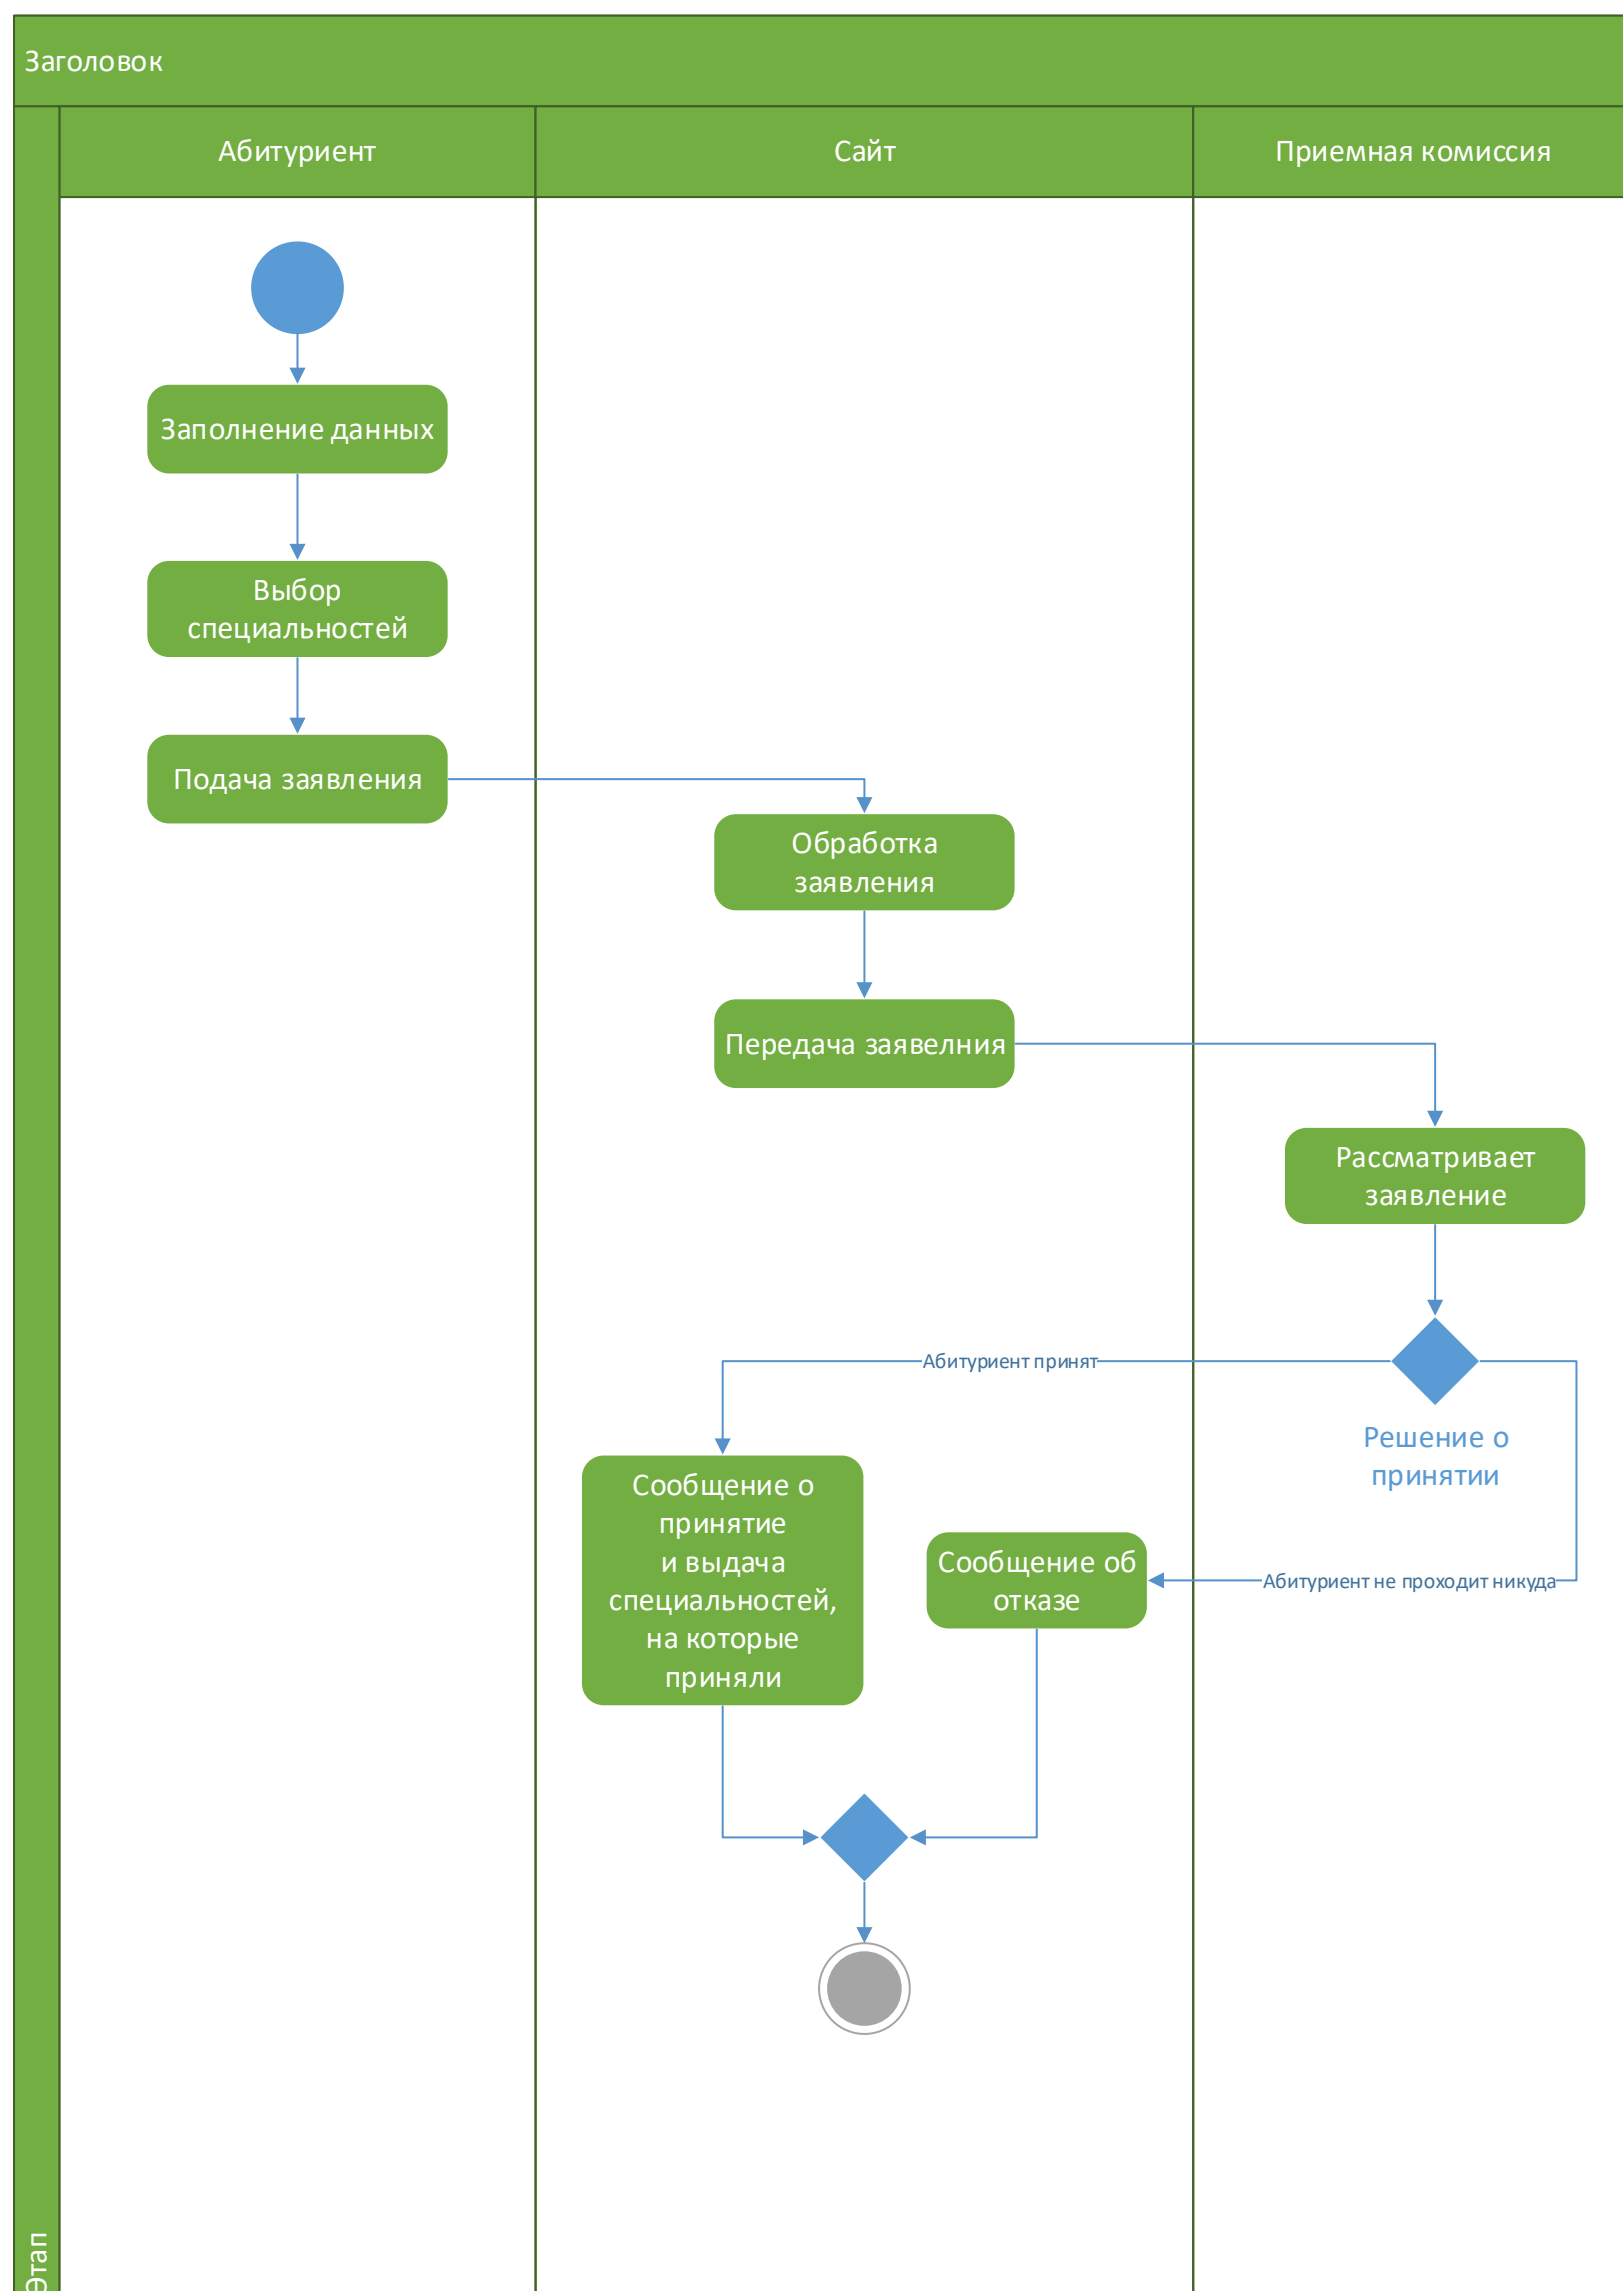 Заголовок
Абитуриент
Сайт
Приемная комиссия
Заполнение данных
Выбор
специальностей
Подача заявления
Обработка
заявления
Передача заявелния
Рассматривает
заявление
Абитуриент принят
Решение о
принятии
Сообщение о
принятие
и выдача
специальностей,
на которые
приняли
Сообщение об
отказе
Абитуриент не проходит никуда
Этап